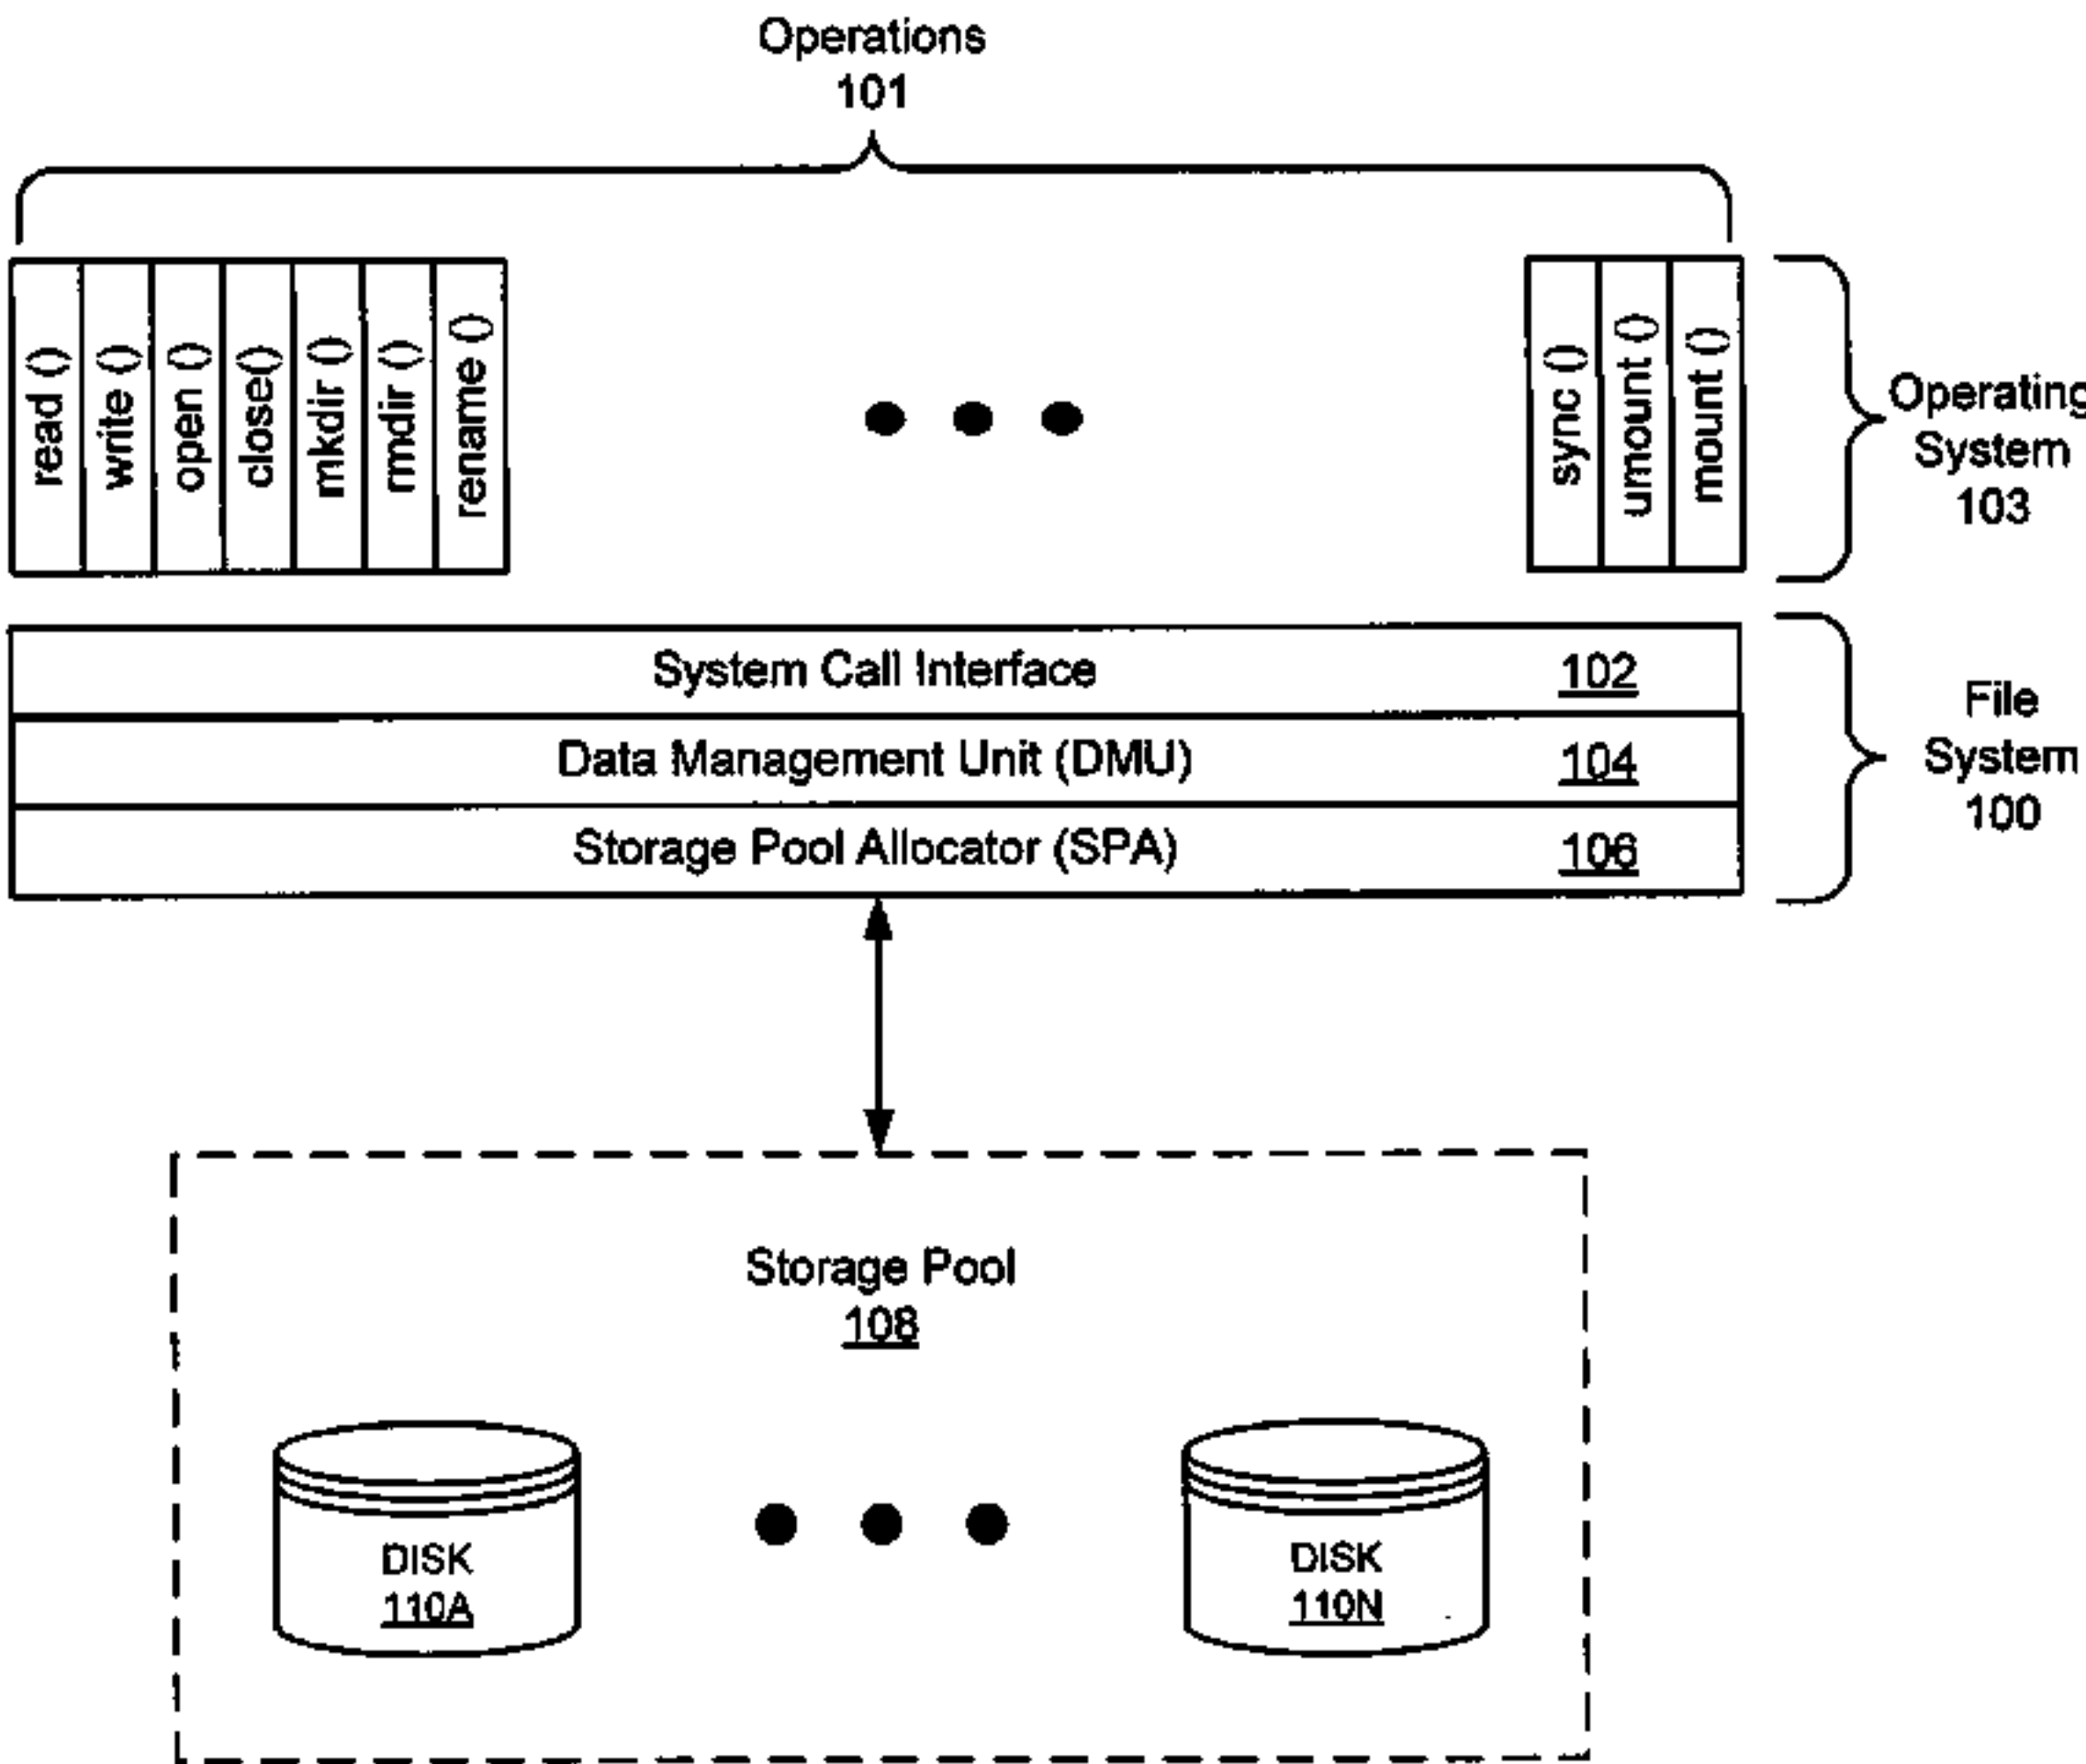 Operations
101
read ()
write ()
open ()
close()
mkdir ()
rmdir ()
rename ()
sync ()
umount ()
mount ()
Operating
System
103
System Call Interface 102
Data Management Unit (DMU) 104
Storage Pool Allocator (SPA) 106
File
System
100
Storage Pool
108
DISK
110A
DISK
110N